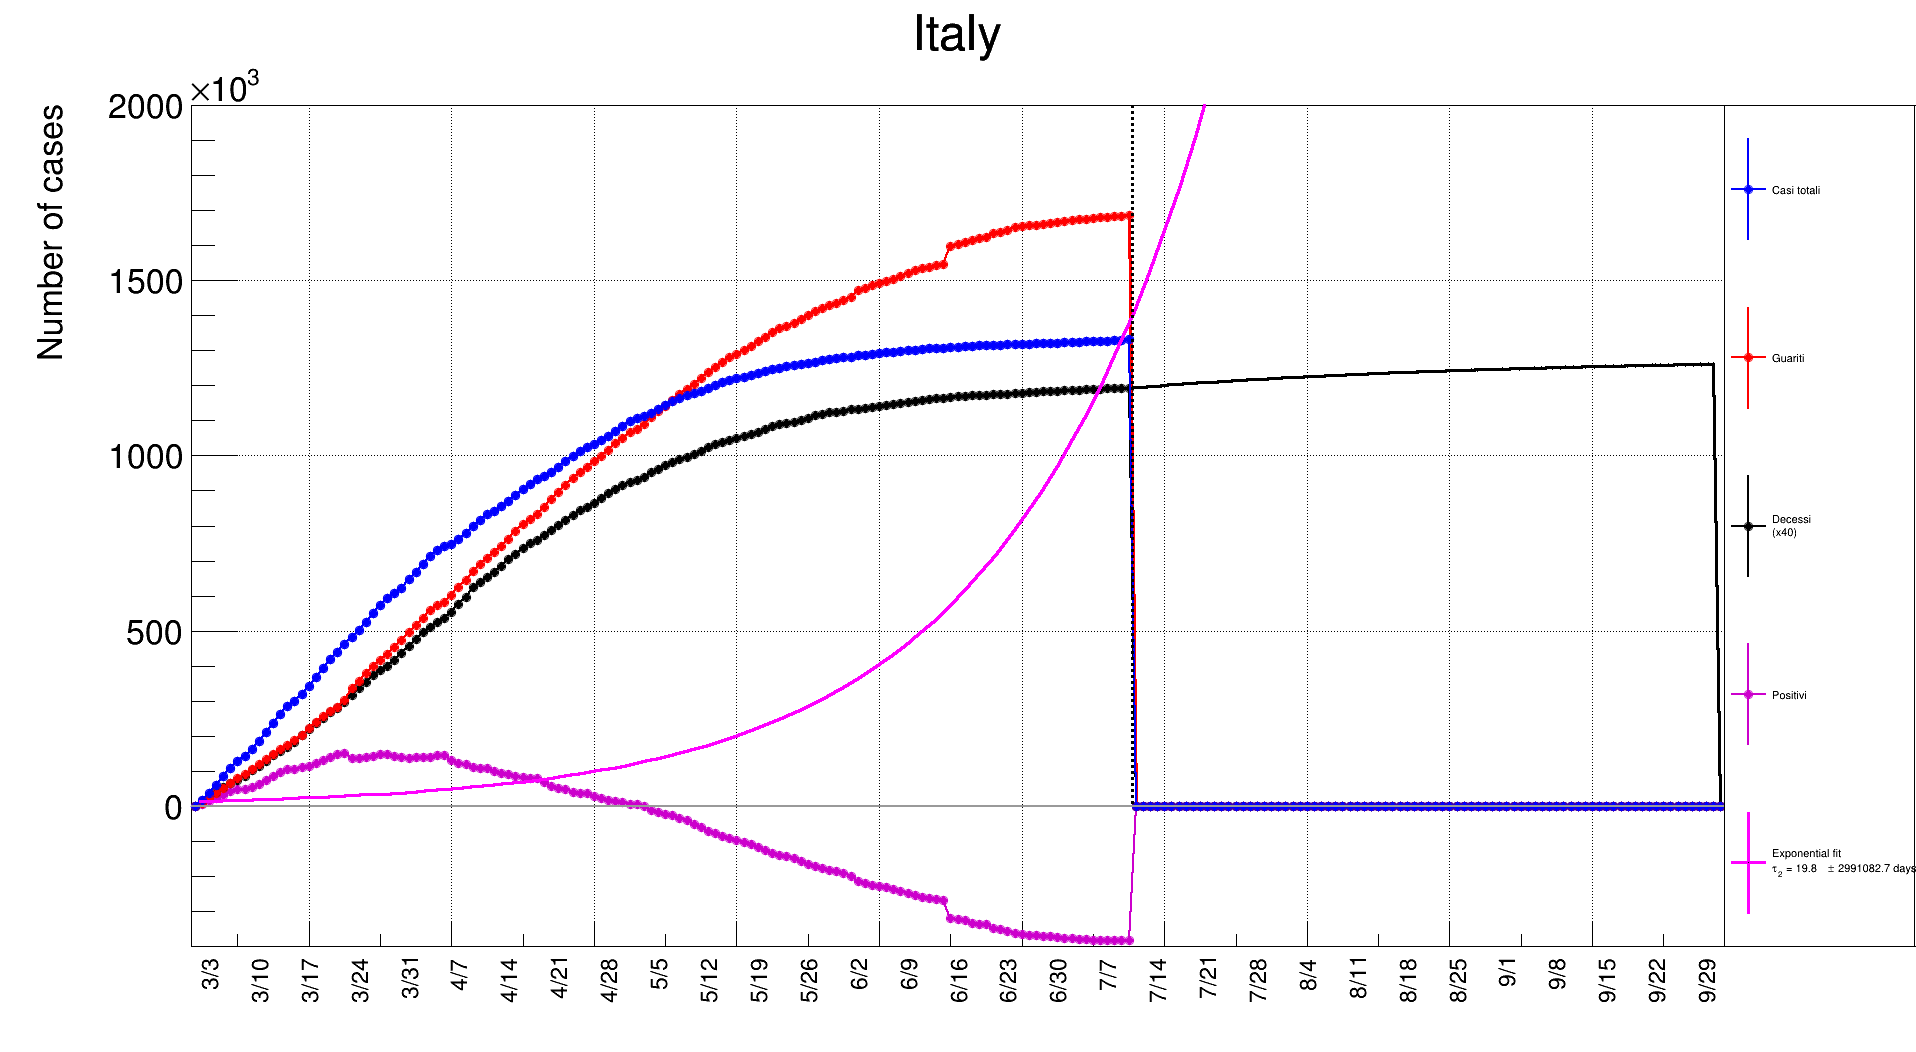 Italy
×10³
Number of cases
2000
1500
1000
500
0
3/3 3/10 3/17 3/24 3/31 4/7 4/14 4/21 4/28 5/5 5/12 5/19 5/26 6/2 6/9 6/16 6/23 6/30 7/7 7/14 7/21 7/28 8/4 8/11 8/18 8/25 9/1 9/8 9/15 9/22 9/29
Casi totali
Guariti
Decessi
(x40)
Positivi
Exponential fit
τ₂ = 19.8 ± 2991082.7 days